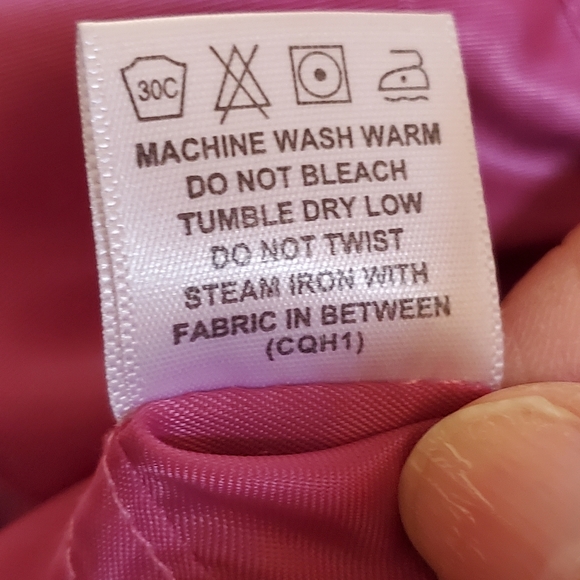 30C
MACHINE WASH WARM
DO NOT BLEACH
TUMBLE DRY LOW
DO NOT TWIST
STEAM IRON WITH
FABRIC IN BETWEEN
(CQH1)